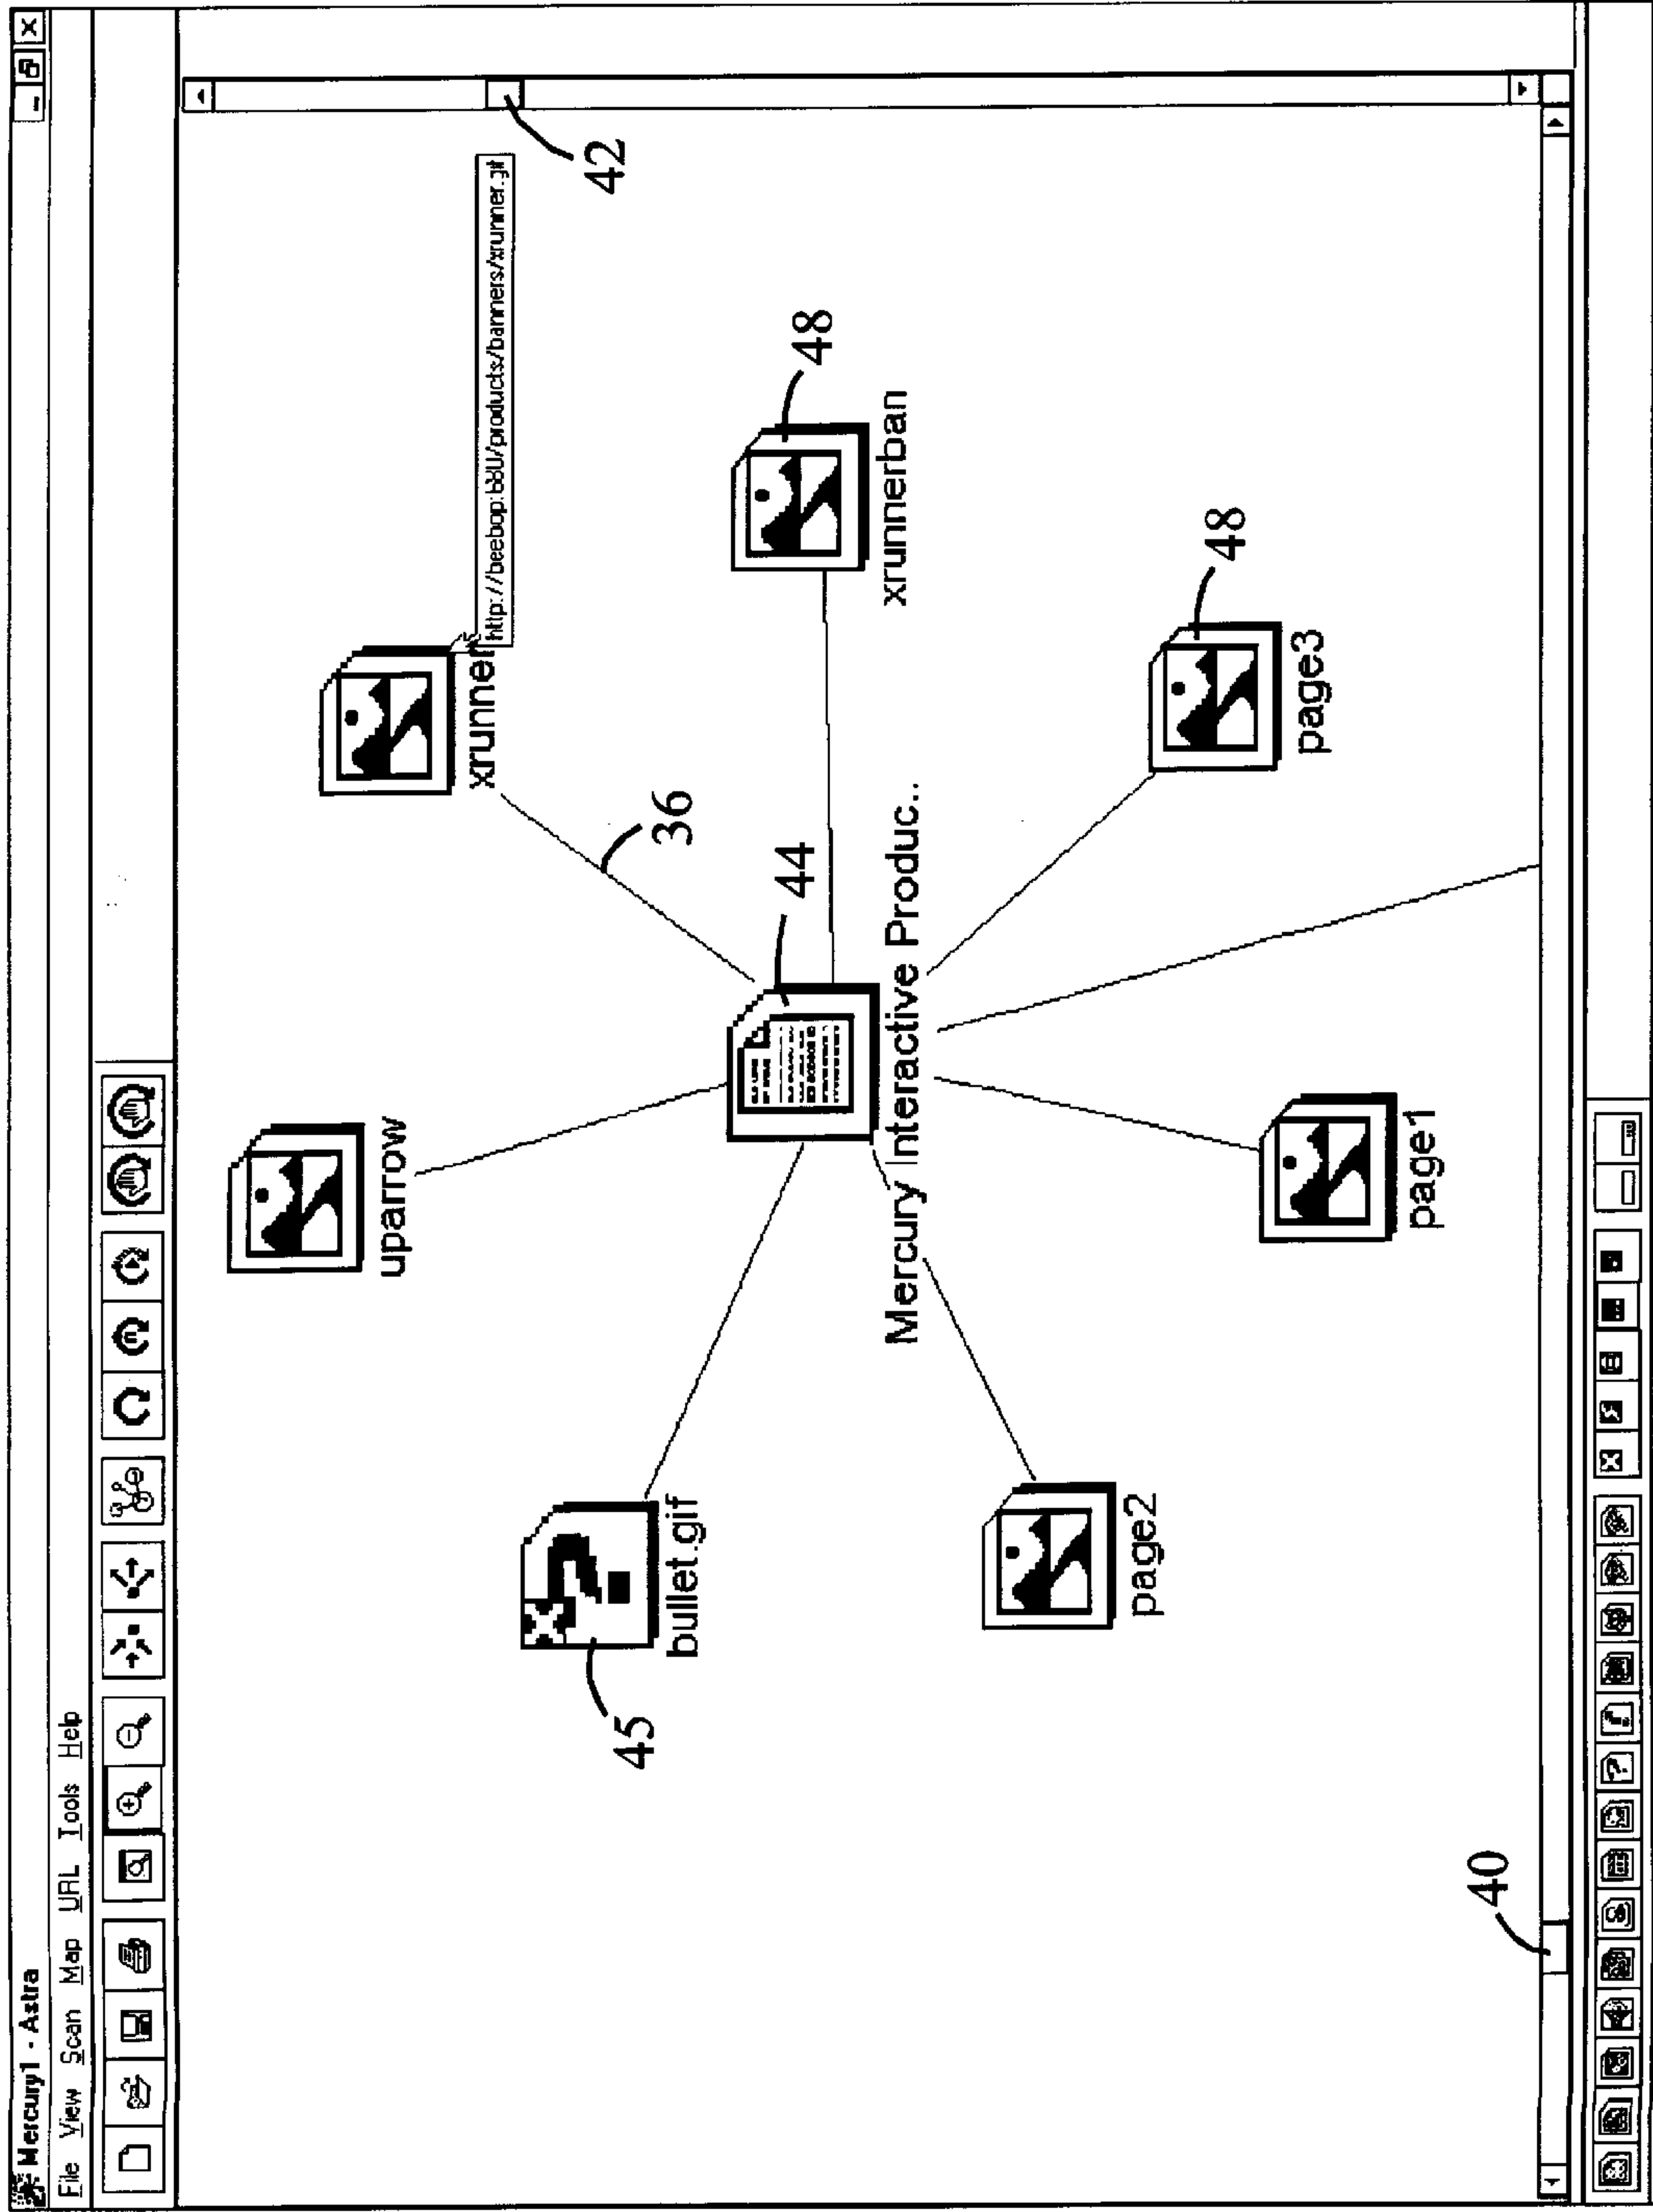 Mercury1 - Astra
File View Scan Map URL Tools Help
uparrow
xrunner
http://beebop:680/products/banners/xrunner.gif
42
36
bullet.gif
45
44
Mercury Interactive Produc..
48
xrunnerban
48
page3
page2
page1
40